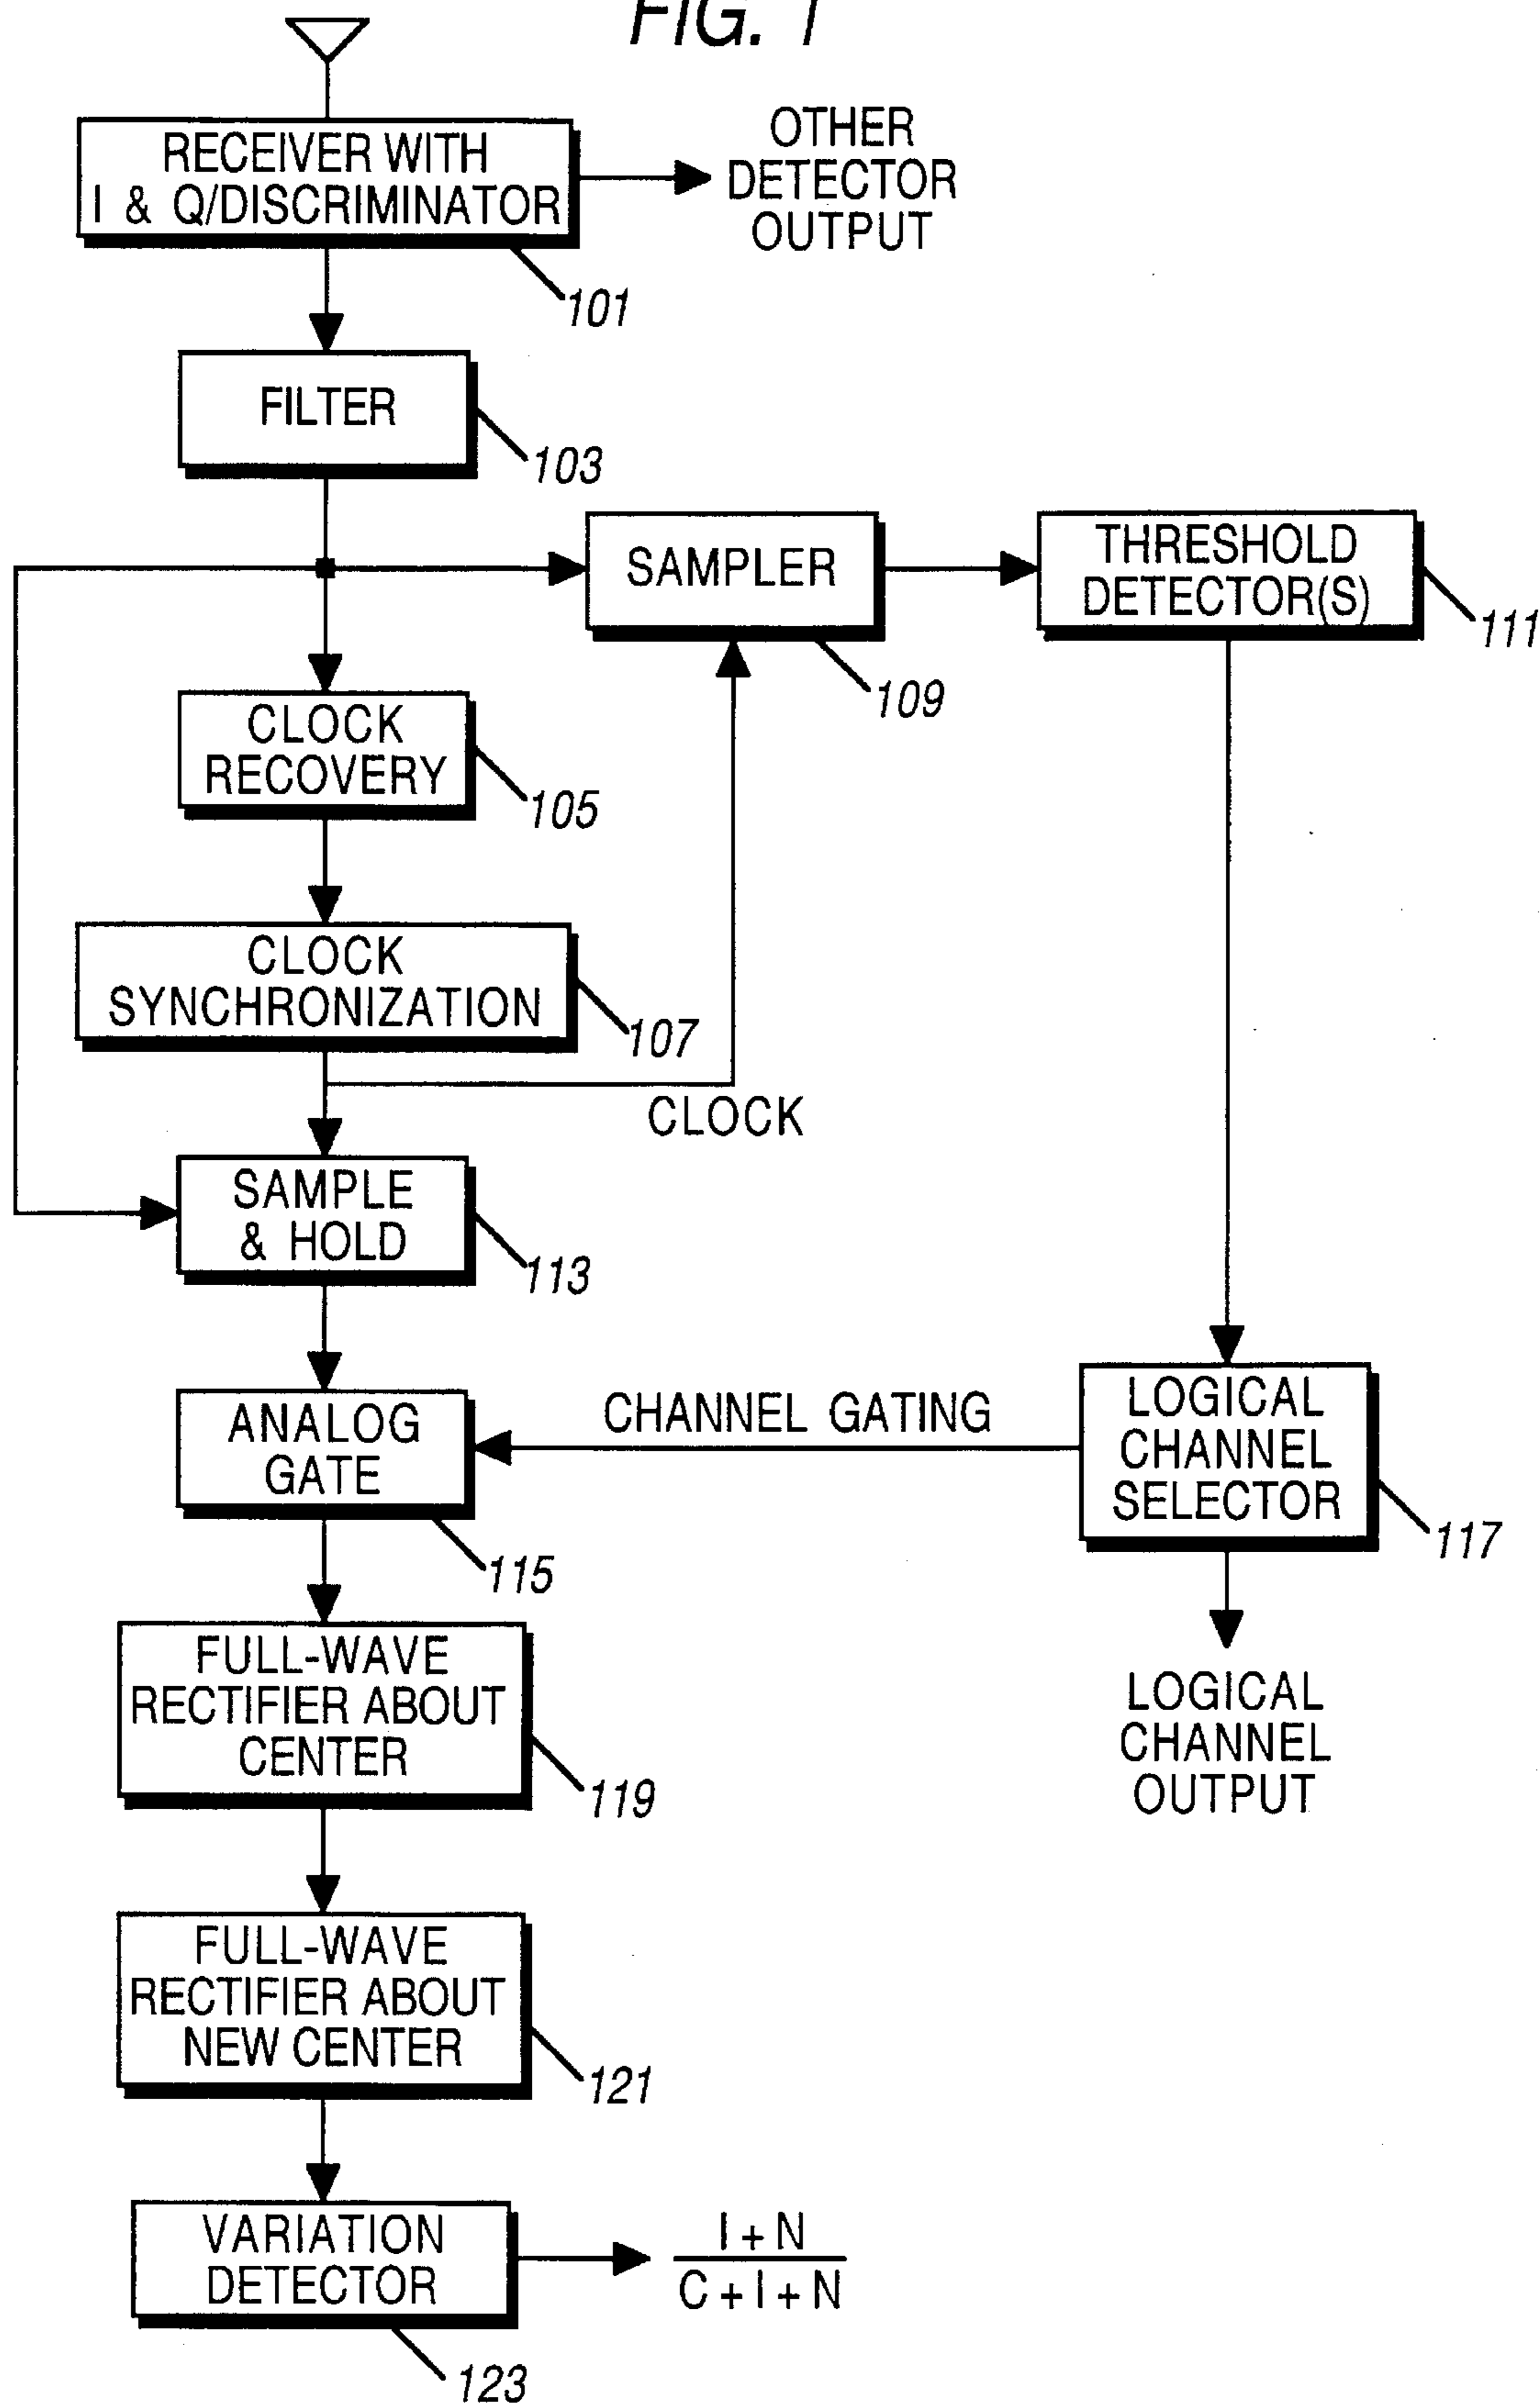 FIG. 1
RECEIVER WITH
I & Q/DISCRIMINATOR
101
OTHER
DETECTOR
OUTPUT
FILTER
103
SAMPLER
109
THRESHOLD
DETECTOR(S)
111
CLOCK
RECOVERY
105
CLOCK
SYNCHRONIZATION
107
CLOCK
SAMPLE
& HOLD
113
ANALOG
GATE
115
CHANNEL GATING
LOGICAL
CHANNEL
SELECTOR
117
FULL-WAVE
RECTIFIER ABOUT
CENTER
119
LOGICAL
CHANNEL
OUTPUT
FULL-WAVE
RECTIFIER ABOUT
NEW CENTER
121
VARIATION
DETECTOR
123
I + N
C + I + N